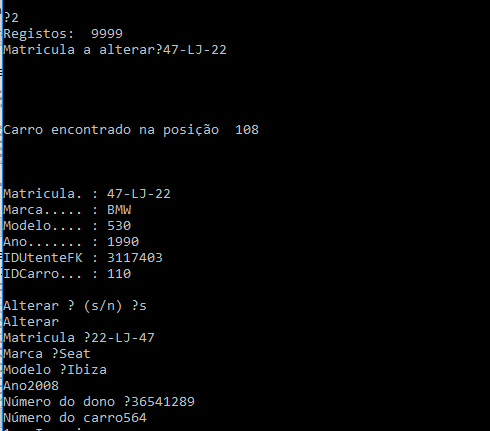 ?2
Registos:  9999
Matricula a alterar?47-LJ-22
Carro encontrado na posição  108
Matricula. : 47-LJ-22
Marca..... : BMW
Modelo.... : 530
Ano....... : 1990
IDUtenteFK : 3117403
IDCarro... : 110
Alterar ? (s/n) ?s
Alterar
Matricula ?22-LJ-47
Marca ?Seat
Modelo ?Ibiza
Ano2008
Número do dono ?36541289
Número do carro564